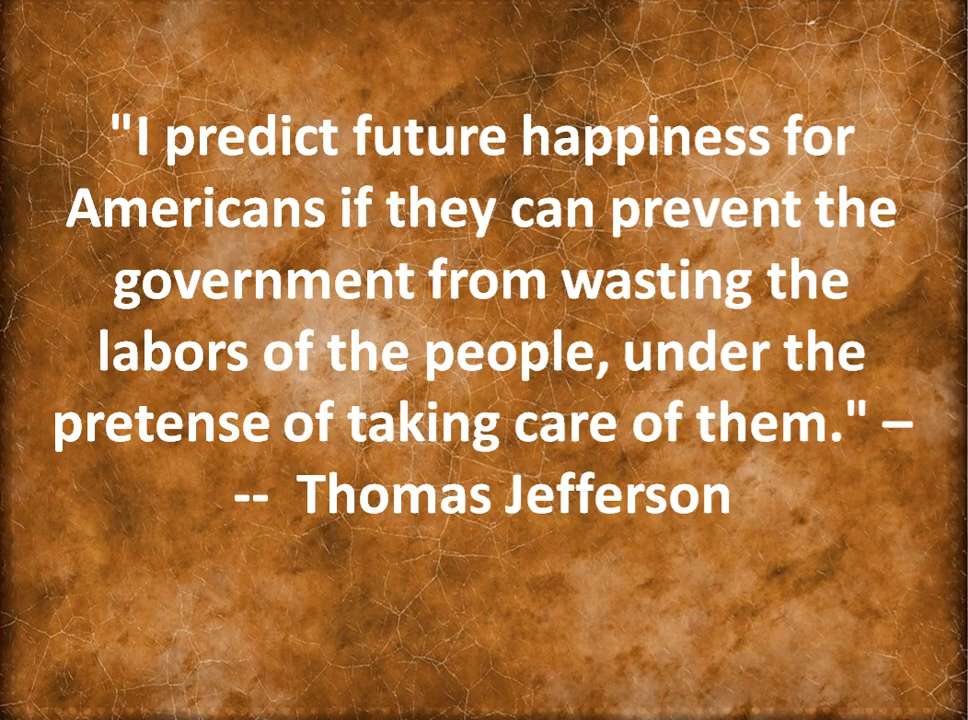 "I predict future happiness for
Americans if they can prevent the
government from wasting the
labors of the people, under the
pretense of taking care of them." –
--  Thomas Jefferson